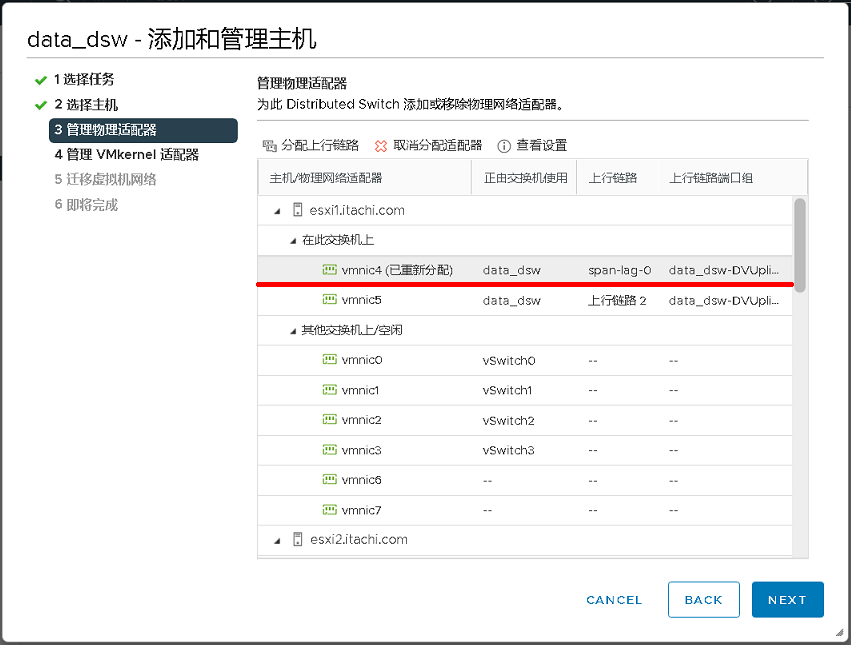 data_dsw - 添加和管理主机
1 选择任务
2 选择主机
3 管理物理适配器
4 管理 VMkernel 适配器
5 迁移虚拟机网络
6 即将完成
管理物理适配器
为此 Distributed Switch 添加或移除物理网络适配器。
分配上行链路 取消分配适配器 查看设置
主机/物理网络适配器 正由交换机使用 上行链路 上行链路端口组
esxi1.itachi.com
在此交换机上
vmnic4 (已重新分配) data_dsw span-lag-0 data_dsw-DVUpli...
vmnic5 data_dsw 上行链路 2 data_dsw-DVUpli...
其他交换机上/空闲
vmnic0 vSwitch0 -- --
vmnic1 vSwitch1 -- --
vmnic2 vSwitch2 -- --
vmnic3 vSwitch3 -- --
vmnic6 -- -- --
vmnic7 -- -- --
esxi2.itachi.com
CANCEL BACK NEXT